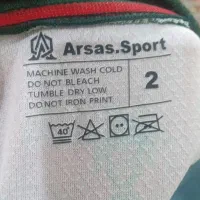 Arsas.Sport
MACHINE WASH COLD
DO NOT BLEACH
TUMBLE DRY LOW
DO NOT IRON PRINT
2
40